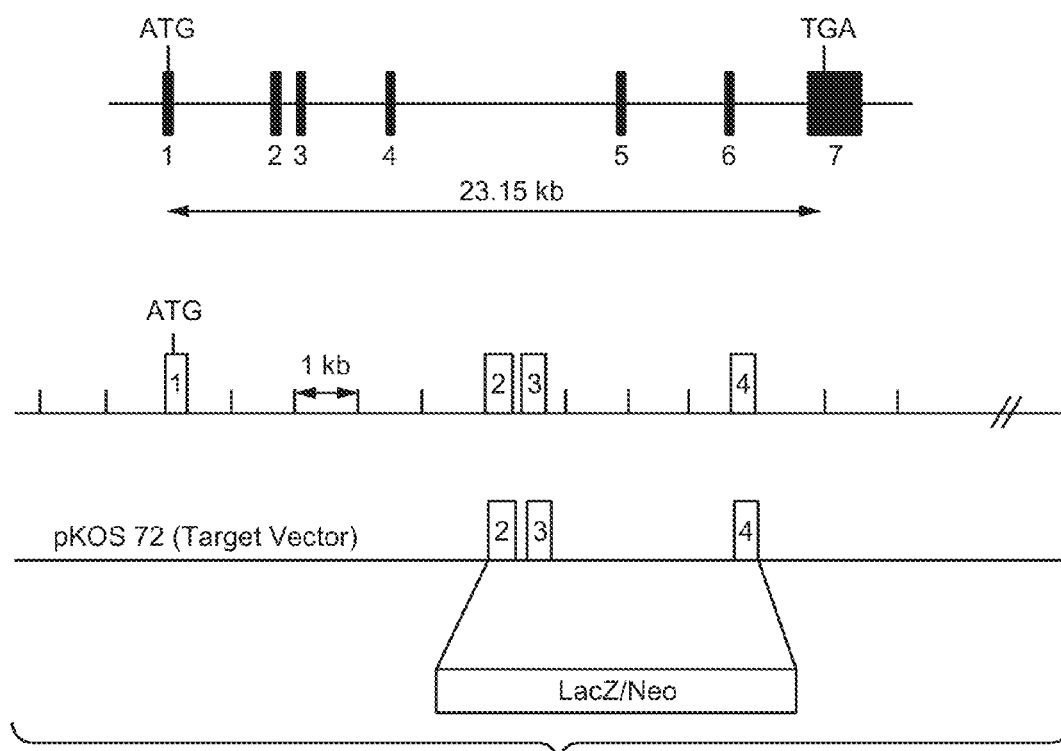 ATG TGA
1 2 3 4 5 6 7
23.15 kb
ATG
1 kb
1 2 3 4
pKOS 72 (Target Vector) 2 3 4
LacZ/Neo